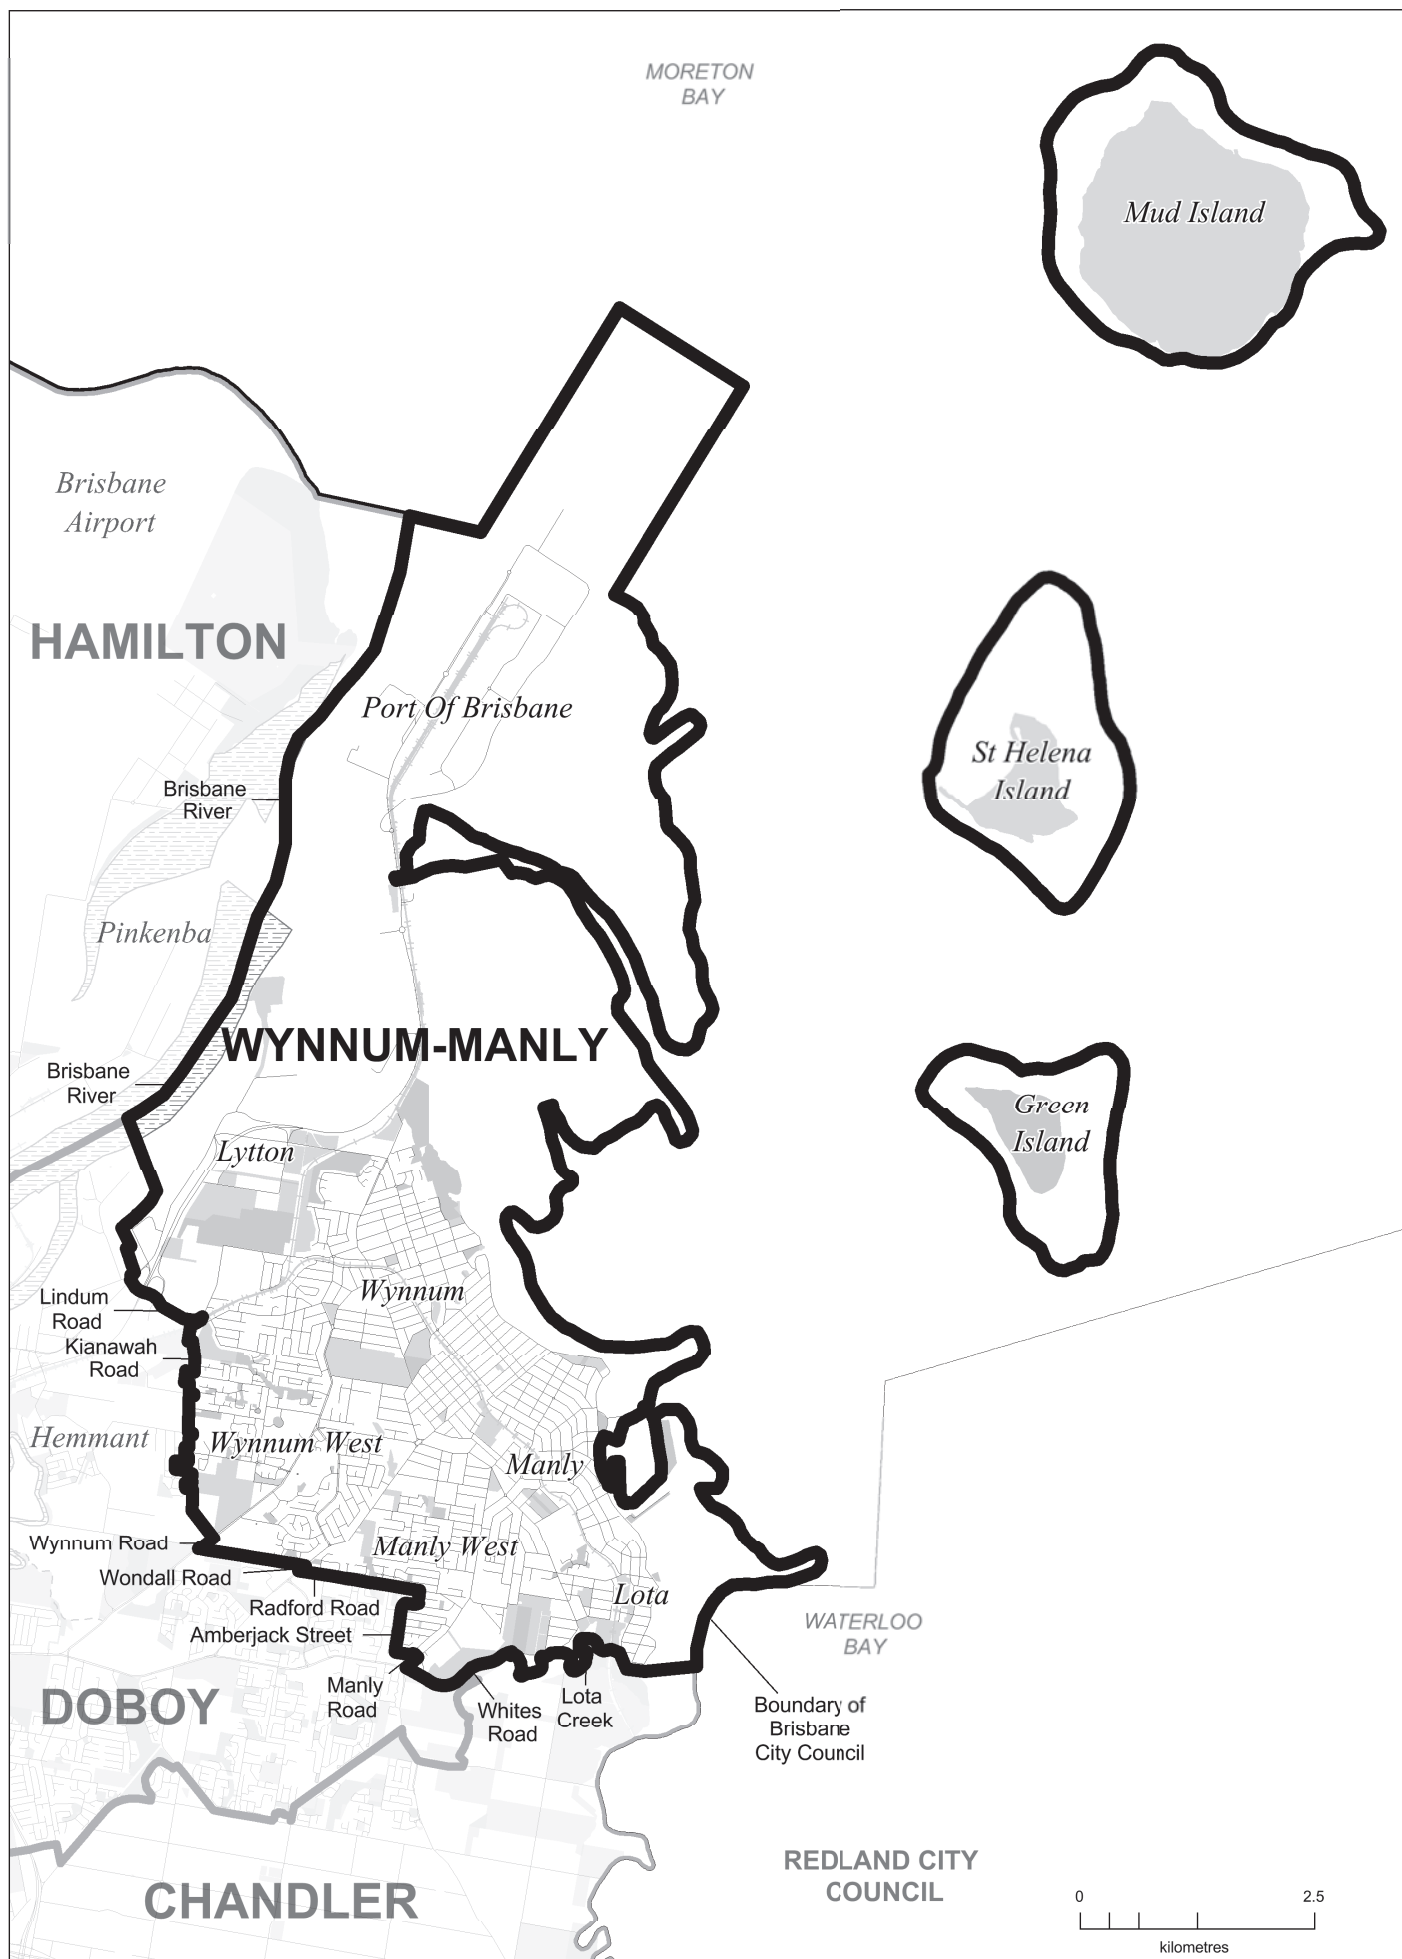 MORETON
BAY
Mud Island
Brisbane
Airport
HAMILTON
Port Of Brisbane
St Helena
Island
Brisbane
River
Pinkenba
WYNNUM-MANLY
Brisbane
River
Green
Island
Lytton
Wynnum
Lindum
Road
Kianawah
Road
Hemmant
Wynnum West
Manly
Wynnum Road
Manly West
Wondall Road
Lota
Radford Road
Amberjack Street
WATERLOO
BAY
Manly
Road
Whites
Road
Lota
Creek
Boundary of
Brisbane
City Council
DOBOY
REDLAND CITY
COUNCIL
CHANDLER
0 2.5
kilometres